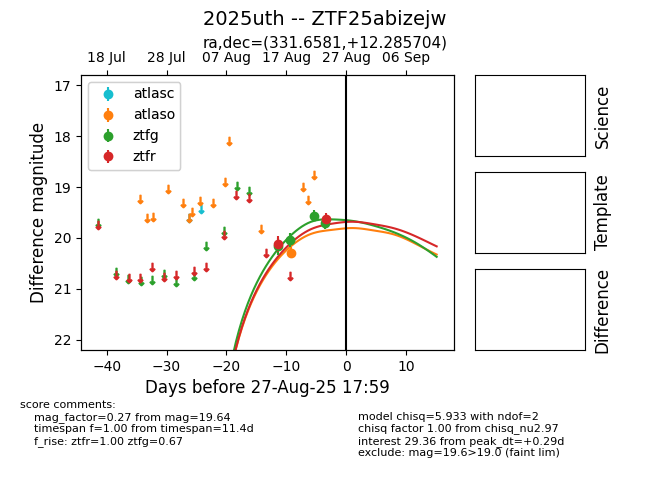 2025uth -- ZTF25abizejw
ra,dec=(331.6581,+12.285704)
18 Jul 28 Jul 07 Aug 17 Aug 27 Aug 06 Sep
atlasc
atlaso
ztfg
ztfr
17
18
19
20
21
22
Difference magnitude
−40 −30 −20 −10 0 10
Days before 27-Aug-25 17:59
Science
Template
Difference
score comments:
mag_factor=0.27 from mag=19.64
timespan f=1.00 from timespan=11.4d
f_rise: ztfr=1.00 ztfg=0.67
model chisq=5.933 with ndof=2
chisq factor 1.00 from chisq_nu2.97
interest 29.36 from peak_dt=+0.29d
exclude: mag=19.6>19.0 (faint lim)